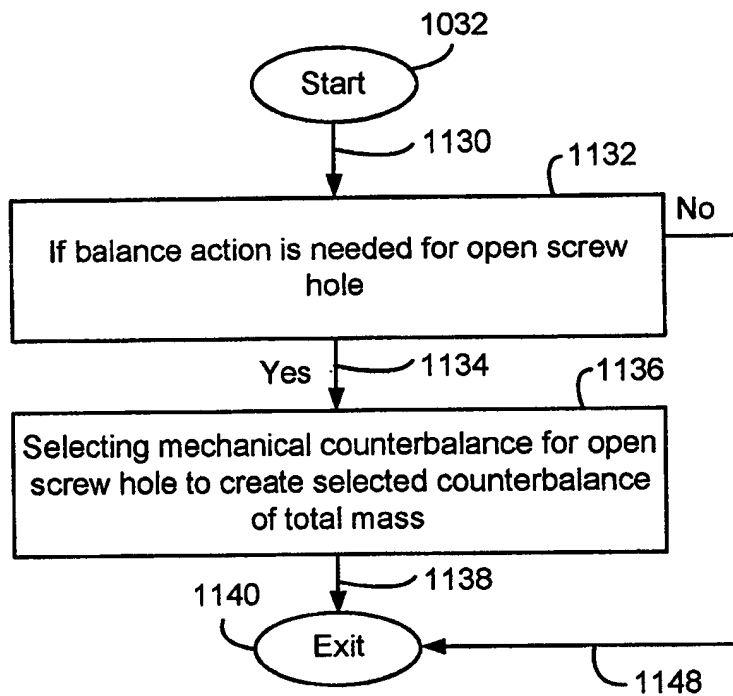 1032
Start
1130
1132
No
If balance action is needed for open screw
hole
Yes
1134
1136
Selecting mechanical counterbalance for open
screw hole to create selected counterbalance
of total mass
1138
1140
Exit
1148